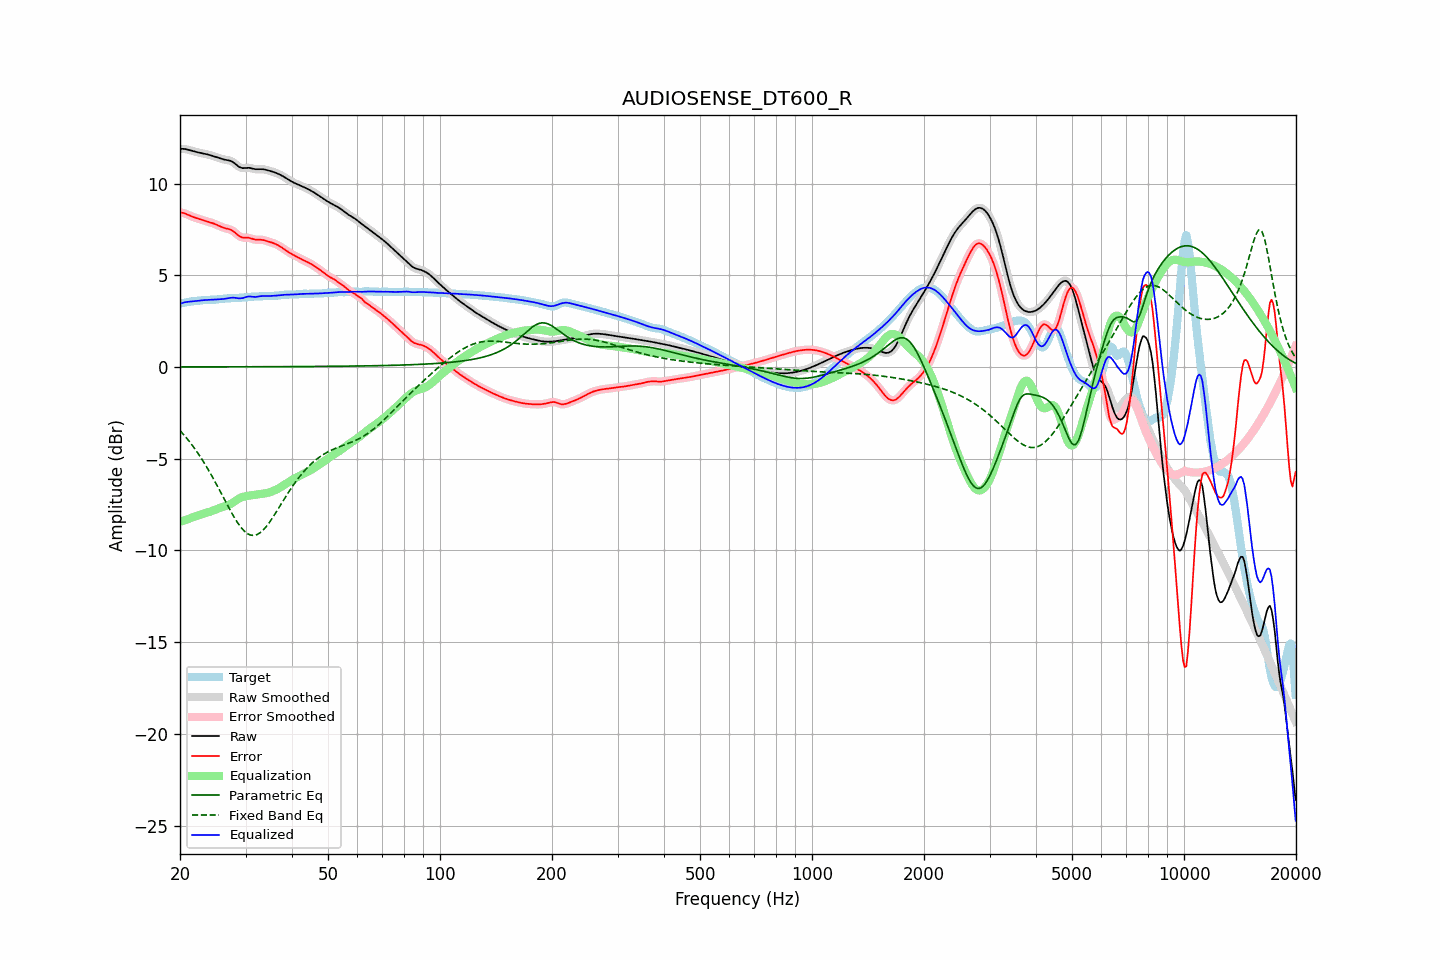 AUDIOSENSE_DT600_R
Amplitude (dBr)
10
5
0
−5
−10
−15
−20
−25
Target
Raw Smoothed
Error Smoothed
Raw
Error
Equalization
Parametric Eq
Fixed Band Eq
Equalized
20 50 100 200 500 1000 2000 5000 10000 20000
Frequency (Hz)